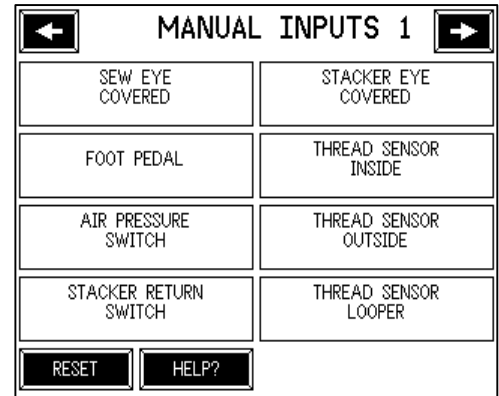 MANUAL INPUTS 1
SEW EYE
COVERED
STACKER EYE
COVERED
FOOT PEDAL
THREAD SENSOR
INSIDE
AIR PRESSURE
SWITCH
THREAD SENSOR
OUTSIDE
STACKER RETURN
SWITCH
THREAD SENSOR
LOOPER
RESET
HELP?